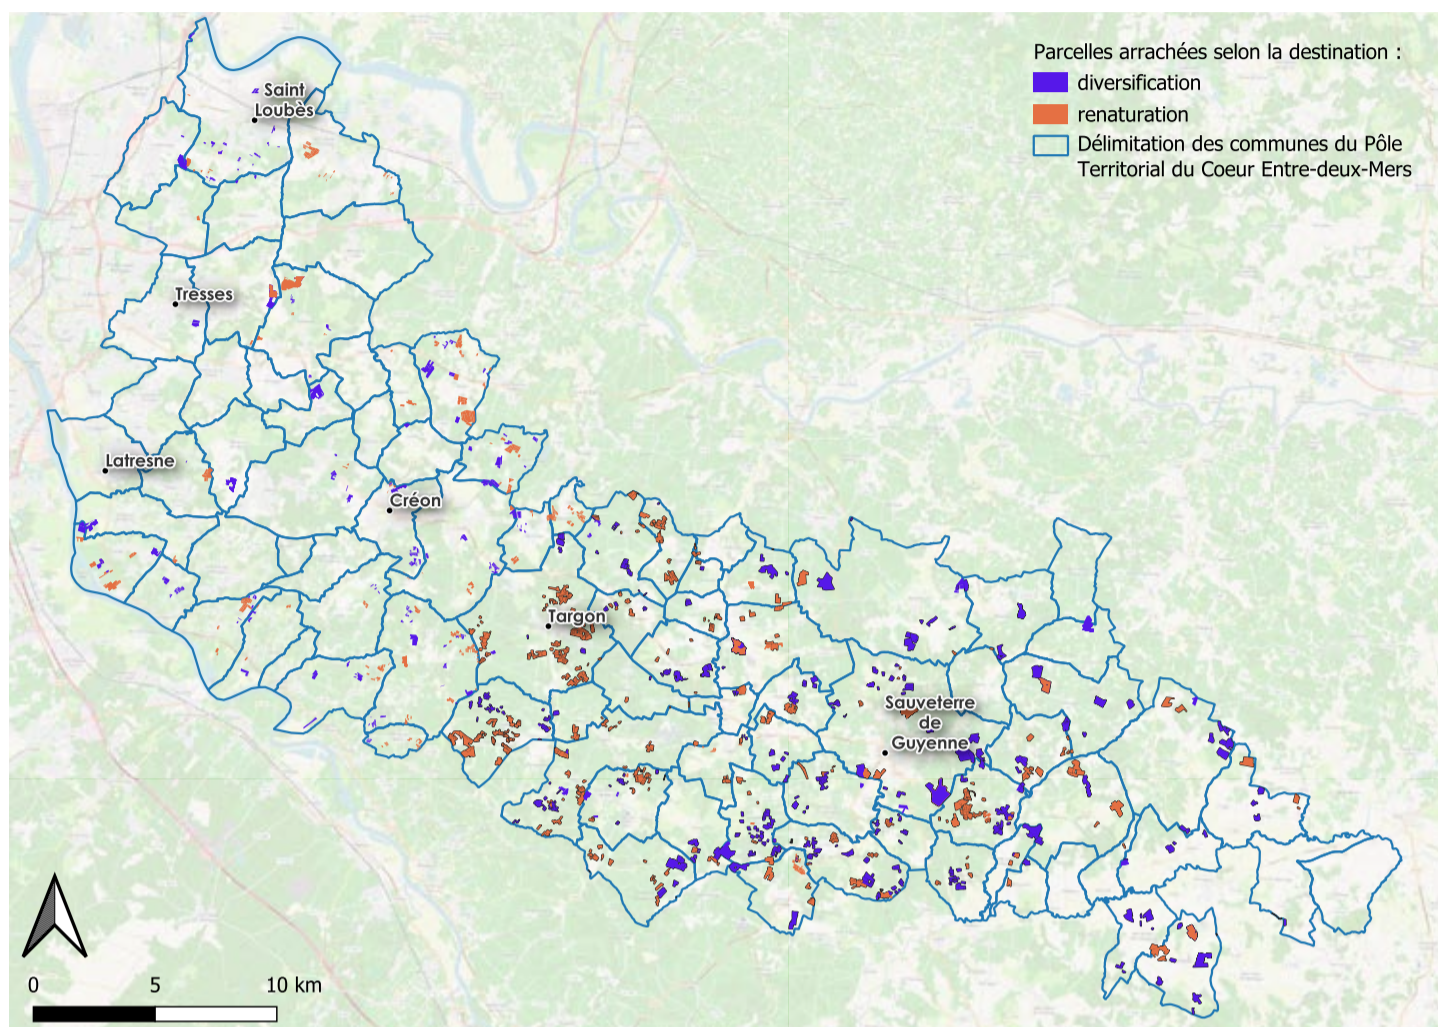 Parcelles arrachées selon la destination :
diversification
renaturation
Délimitation des communes du Pôle
Territorial du Coeur Entre-deux-Mers
Saint
Loubès
Tresses
Latresne
Créon
Targon
Sauveterre
de
Guyenne
0 5 10 km